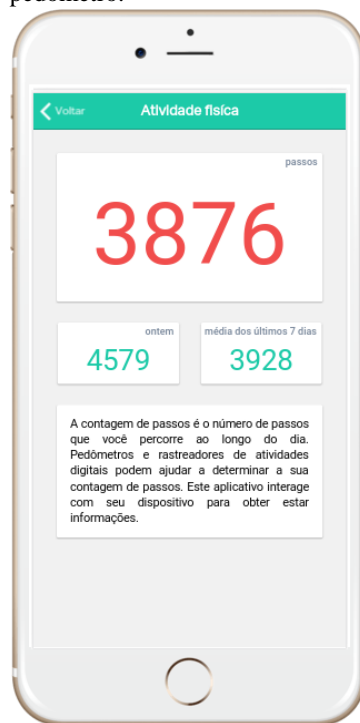 pedômetro.
Voltar
Atividade fisíca
passos
3876
ontem
4579
média dos últimos 7 dias
3928
A contagem de passos é o número de passos
que você percorre ao longo do dia.
Pedômetros e rastreadores de atividades
digitais podem ajudar a determinar a sua
contagem de passos. Este aplicativo interage
com seu dispositivo para obter estar
informações.